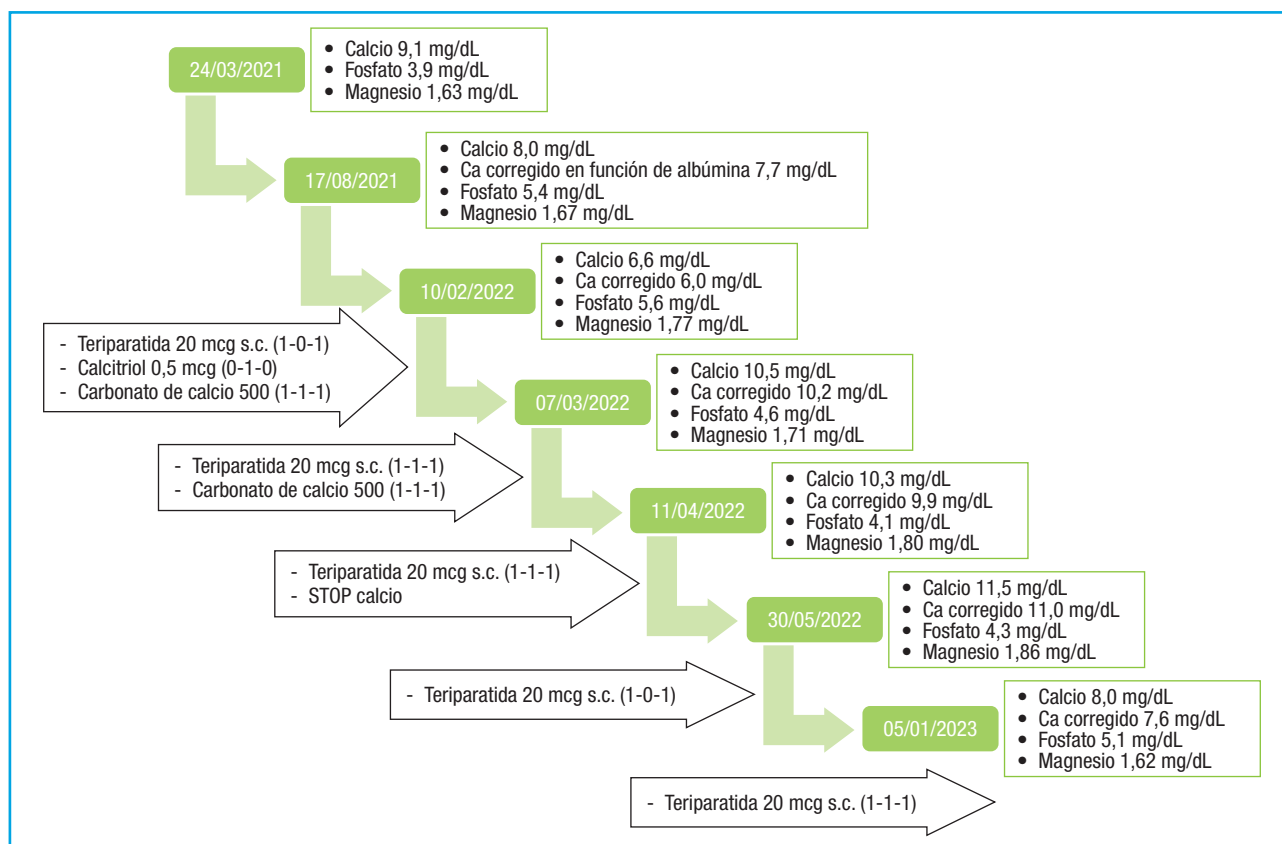 24/03/2021
• Calcio 9,1 mg/dL
• Fosfato 3,9 mg/dL
• Magnesio 1,63 mg/dL
17/08/2021
• Calcio 8,0 mg/dL
• Ca corregido en función de albúmina 7,7 mg/dL
• Fosfato 5,4 mg/dL
• Magnesio 1,67 mg/dL
10/02/2022
• Calcio 6,6 mg/dL
• Ca corregido 6,0 mg/dL
• Fosfato 5,6 mg/dL
• Magnesio 1,77 mg/dL
- Teriparatida 20 mcg s.c. (1-0-1)
- Calcitriol 0,5 mcg (0-1-0)
- Carbonato de calcio 500 (1-1-1)
07/03/2022
• Calcio 10,5 mg/dL
• Ca corregido 10,2 mg/dL
• Fosfato 4,6 mg/dL
• Magnesio 1,71 mg/dL
- Teriparatida 20 mcg s.c. (1-1-1)
- Carbonato de calcio 500 (1-1-1)
11/04/2022
• Calcio 10,3 mg/dL
• Ca corregido 9,9 mg/dL
• Fosfato 4,1 mg/dL
• Magnesio 1,80 mg/dL
- Teriparatida 20 mcg s.c. (1-1-1)
- STOP calcio
30/05/2022
• Calcio 11,5 mg/dL
• Ca corregido 11,0 mg/dL
• Fosfato 4,3 mg/dL
• Magnesio 1,86 mg/dL
- Teriparatida 20 mcg s.c. (1-0-1)
05/01/2023
• Calcio 8,0 mg/dL
• Ca corregido 7,6 mg/dL
• Fosfato 5,1 mg/dL
• Magnesio 1,62 mg/dL
- Teriparatida 20 mcg s.c. (1-1-1)